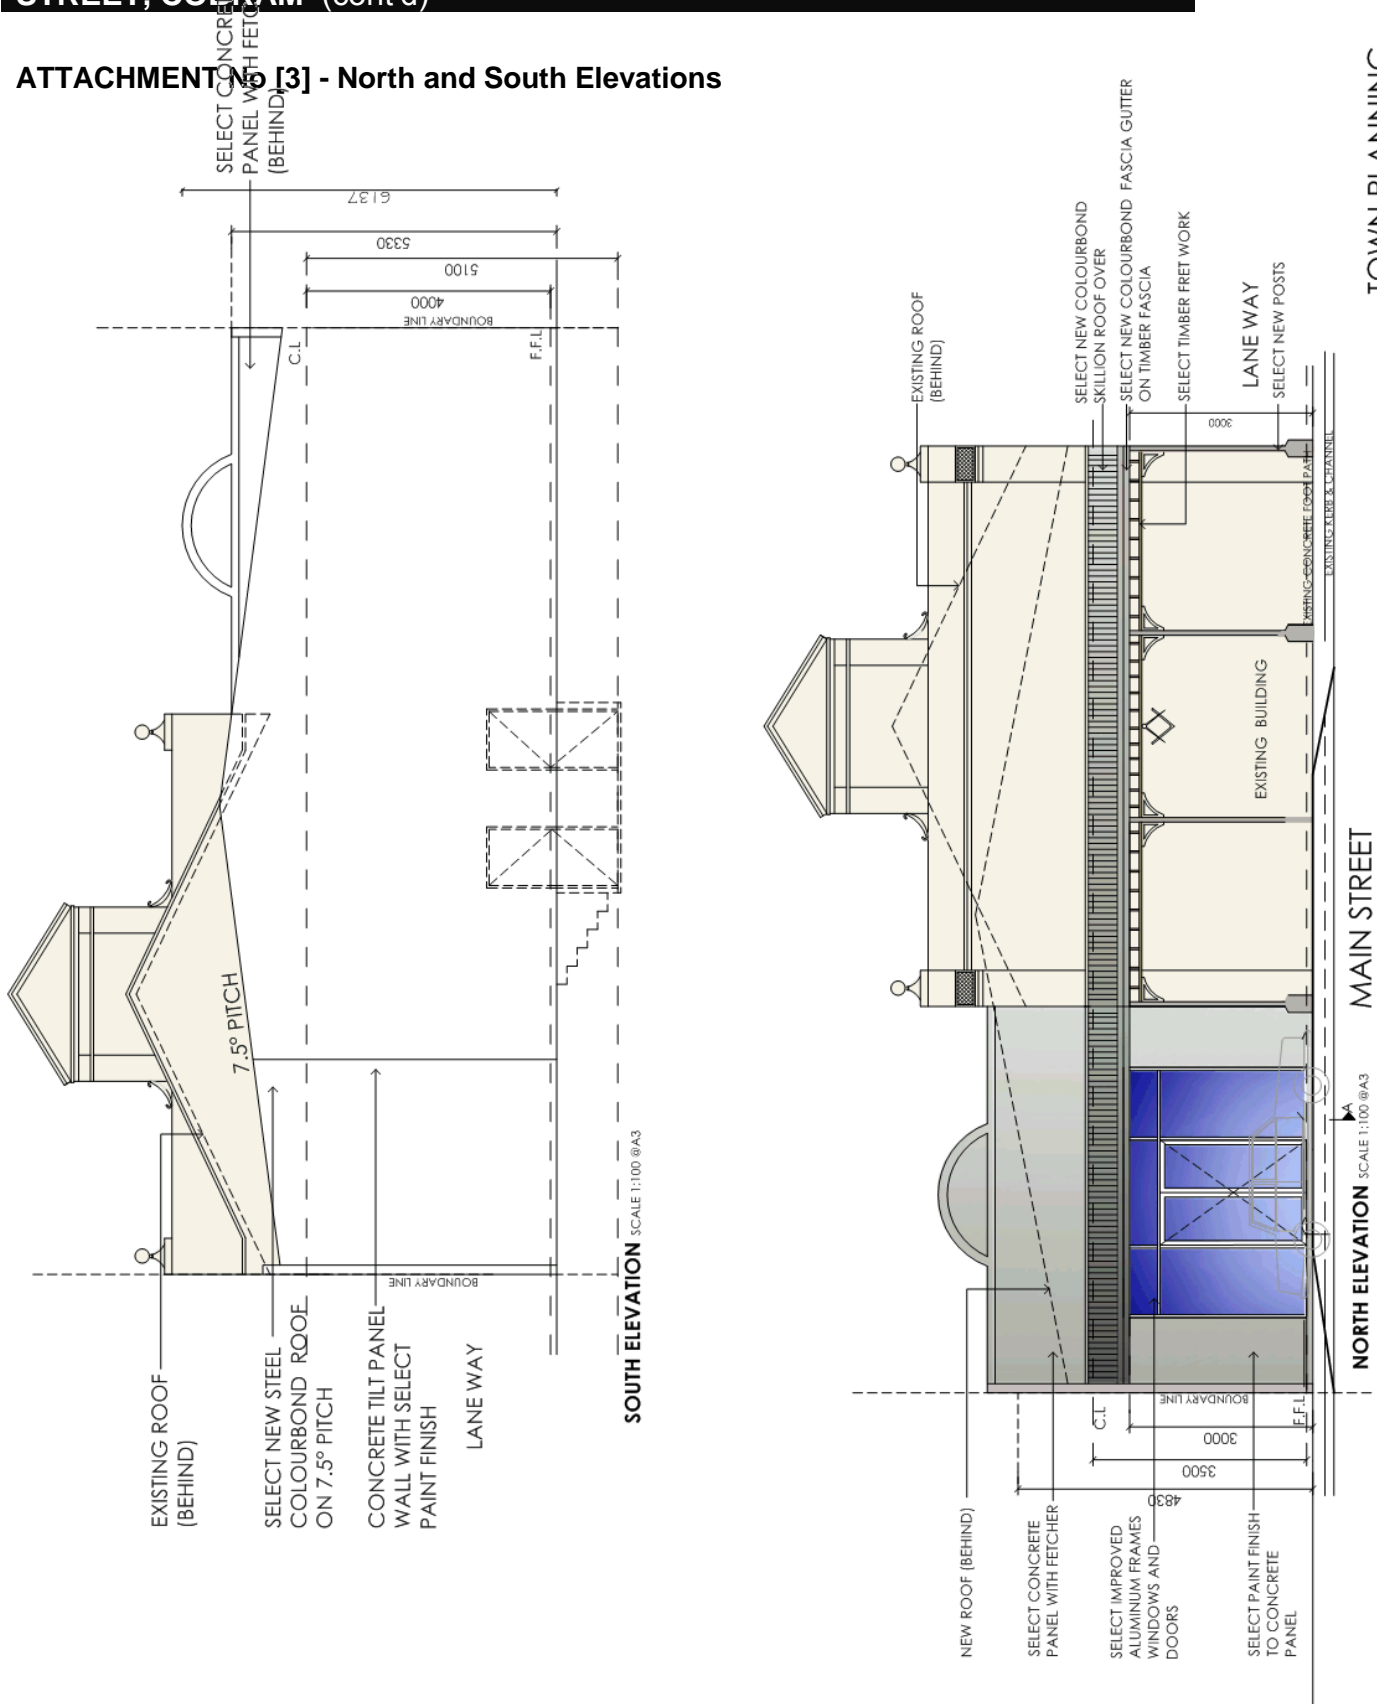 STREET, COBRAM (cont'd)
ATTACHMENT No [3] - North and South Elevations
SELECT CONCRE
PANEL WITH FETC
(BEHIND)
6137
5330
5100
4000
BOUNDARY LINE
C.L
F.F.L
7.5° PITCH
BOUNDARY LINE
EXISTING ROOF
(BEHIND)
SELECT NEW STEEL
COLOURBOND ROOF
ON 7.5° PITCH
CONCRETE TILT PANEL
WALL WITH SELECT
PAINT FINISH
LANE WAY
SOUTH ELEVATION SCALE 1:100 @A3
EXISTING ROOF
(BEHIND)
SELECT NEW COLOURBOND
SKILLION ROOF OVER
SELECT NEW COLOURBOND FASCIA GUTTER
ON TIMBER FASCIA
SELECT TIMBER FRET WORK
LANE WAY
SELECT NEW POSTS
3000
EXISTING CONCRETE FOOT PATH
EXISTING KERB & CHANNEL
EXISTING BUILDING
BOUNDARY LINE
C.L
F.F.L
3000
3500
4830
NEW ROOF (BEHIND)
SELECT CONCRETE
PANEL WITH FETCHER
SELECT IMPROVED
ALUMINUM FRAMES
WINDOWS AND
DOORS
SELECT PAINT FINISH
TO CONCRETE
PANEL
A
MAIN STREET
NORTH ELEVATION SCALE 1:100 @A3
TOWN PLANNING